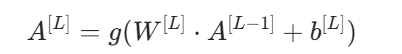 A^{[L]} = g(W^{[L]} · A^{[L−1]} + b^{[L]})